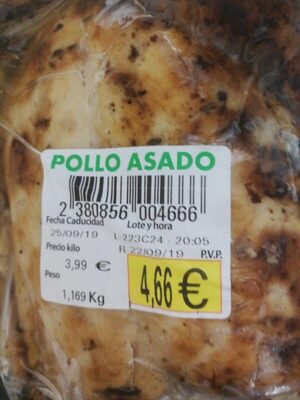 POLLO ASADO
2 380856 004666
Fecha Caducidad Lote y hora
25/09/19 L-223C24 - 20:05
Precio kilo R-22/09/19 P.V.P.
3,99 € 4,66 €
Peso
1,169 Kg